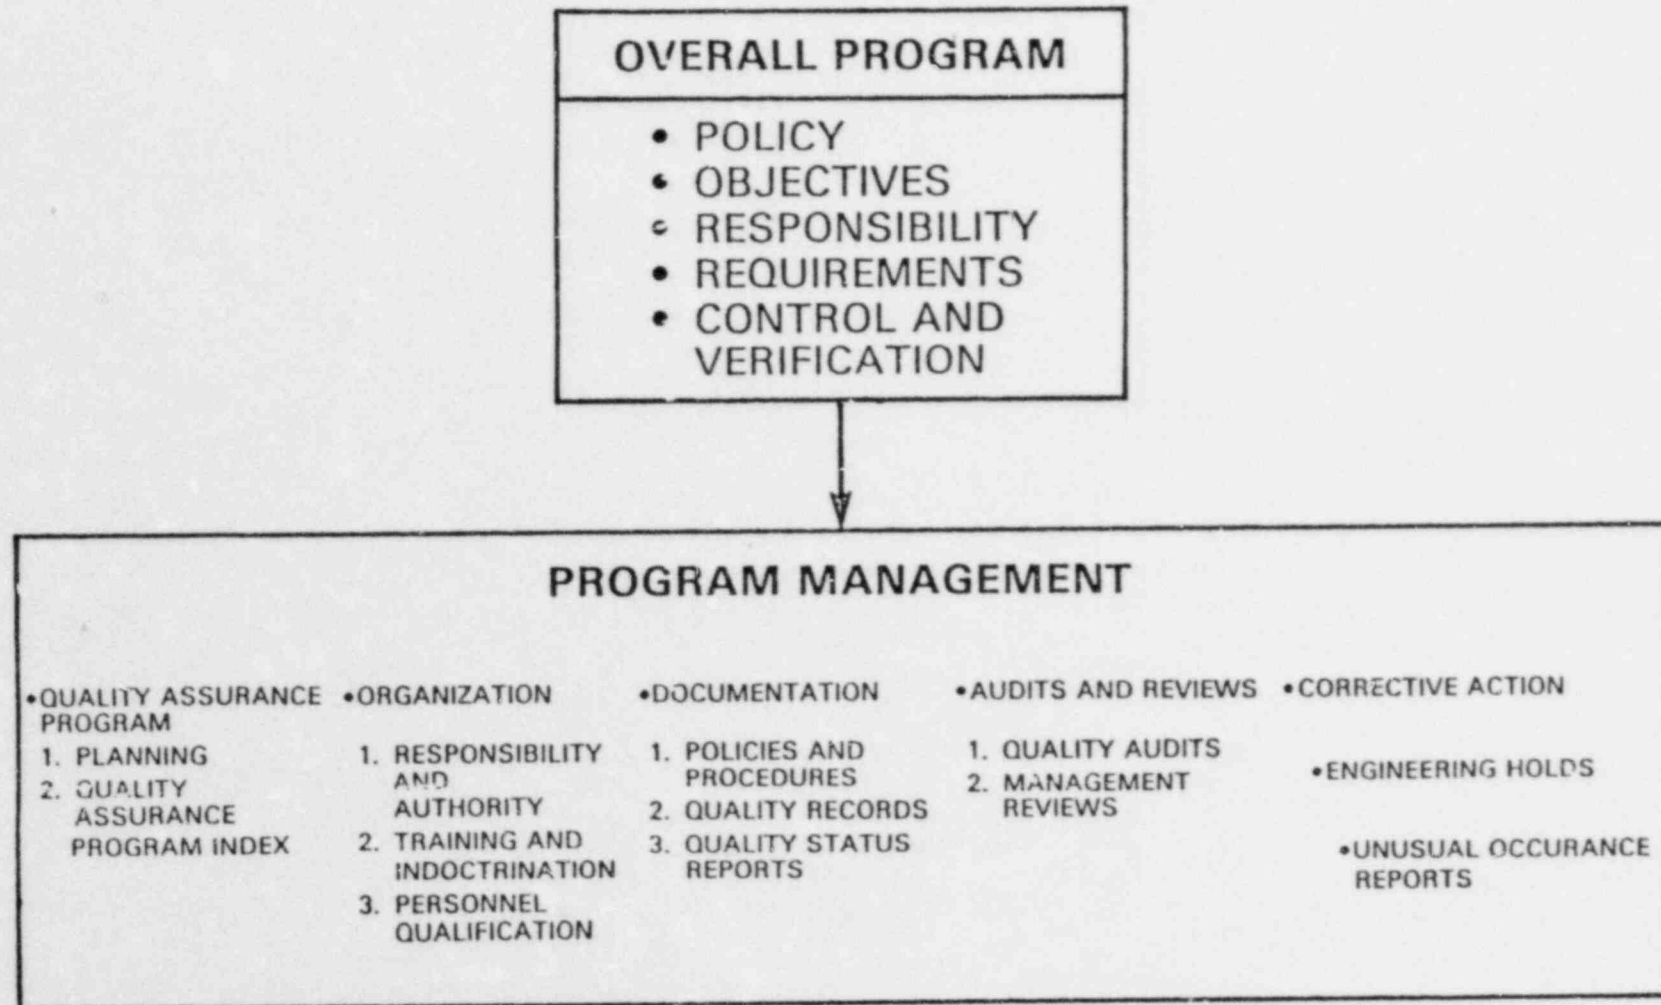 OVERALL PROGRAM
• POLICY
• OBJECTIVES
• RESPONSIBILITY
• REQUIREMENTS
• CONTROL AND
VERIFICATION
PROGRAM MANAGEMENT
•QUALITY ASSURANCE
PROGRAM
1. PLANNING
2. QUALITY
ASSURANCE
PROGRAM INDEX
•ORGANIZATION
1. RESPONSIBILITY
AND
AUTHORITY
2. TRAINING AND
INDOCTRINATION
3. PERSONNEL
QUALIFICATION
•DOCUMENTATION
1. POLICIES AND
PROCEDURES
2. QUALITY RECORDS
3. QUALITY STATUS
REPORTS
•AUDITS AND REVIEWS
1. QUALITY AUDITS
2. MANAGEMENT
REVIEWS
•CORRECTIVE ACTION
•ENGINEERING HOLDS
•UNUSUAL OCCURANCE
REPORTS